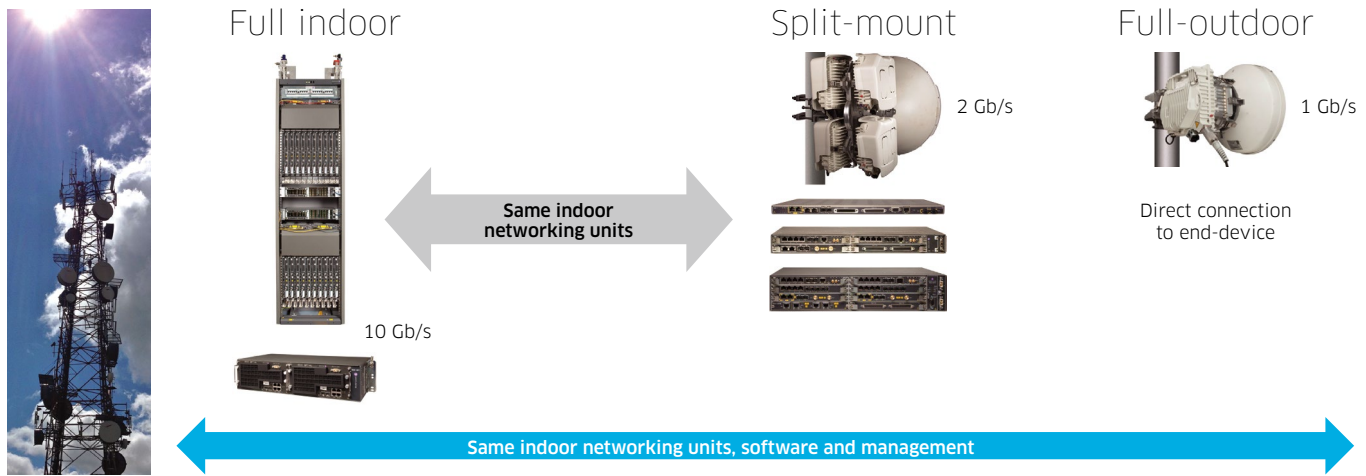 Full indoor
Split-mount
Full-outdoor
2 Gb/s
1 Gb/s
Same indoor
networking units
Direct connection
to end-device
10 Gb/s
Same indoor networking units, software and management